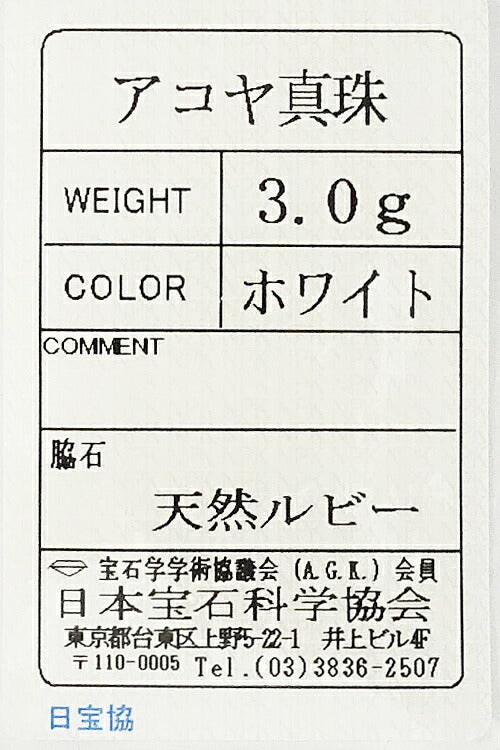 アコヤ真珠
WEIGHT 3.0g
COLOR ホワイト
COMMENT
脇石
天然ルビー
宝石学学術協議会 (A.G.K.) 会員
日本宝石科学協会
東京都台東区上野5-22-1 井上ビル4F
〒110-0005 Tel.(03)3836-2507
日宝協